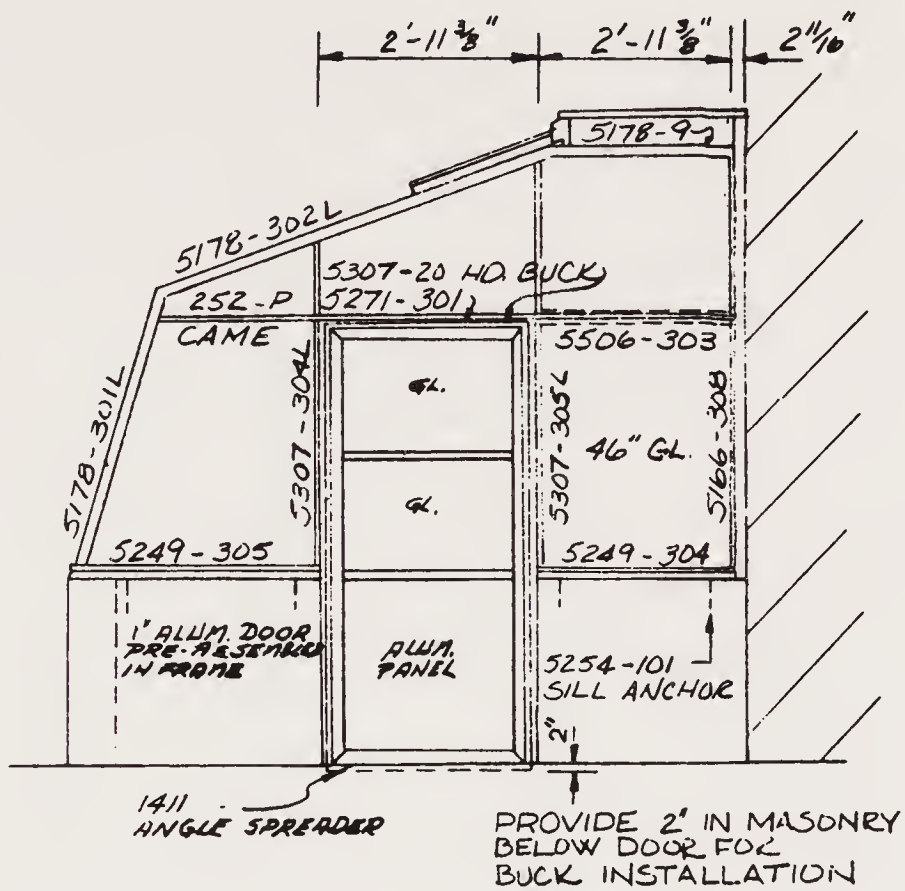 2'-11 3/8" 2'-11 3/8" 2 11/16"
5178-9
5178-302L
5307-20 HD. BUCK
5271-301
252-P
CAME
5506-303
5178-301L
5307-304L
GL.
GL.
5307-305L
46" GL.
5166-308
5249-305
5249-304
1" ALUM. DOOR
PRE-ASSEMBLED
IN FRAME
ALUM.
PANEL
5254-101
SILL ANCHOR
2"
1411
ANGLE SPREADER
PROVIDE 2" IN MASONRY
BELOW DOOR FOR
BUCK INSTALLATION